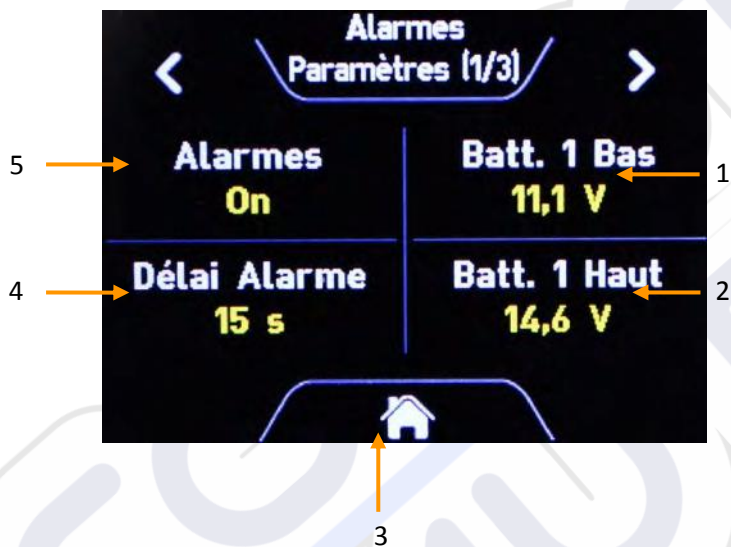 Alarmes
Paramètres (1/3)
5
Alarmes
On
Batt. 1 Bas
11,1 V
1
4
Délai Alarme
15 s
Batt. 1 Haut
14,6 V
2
3